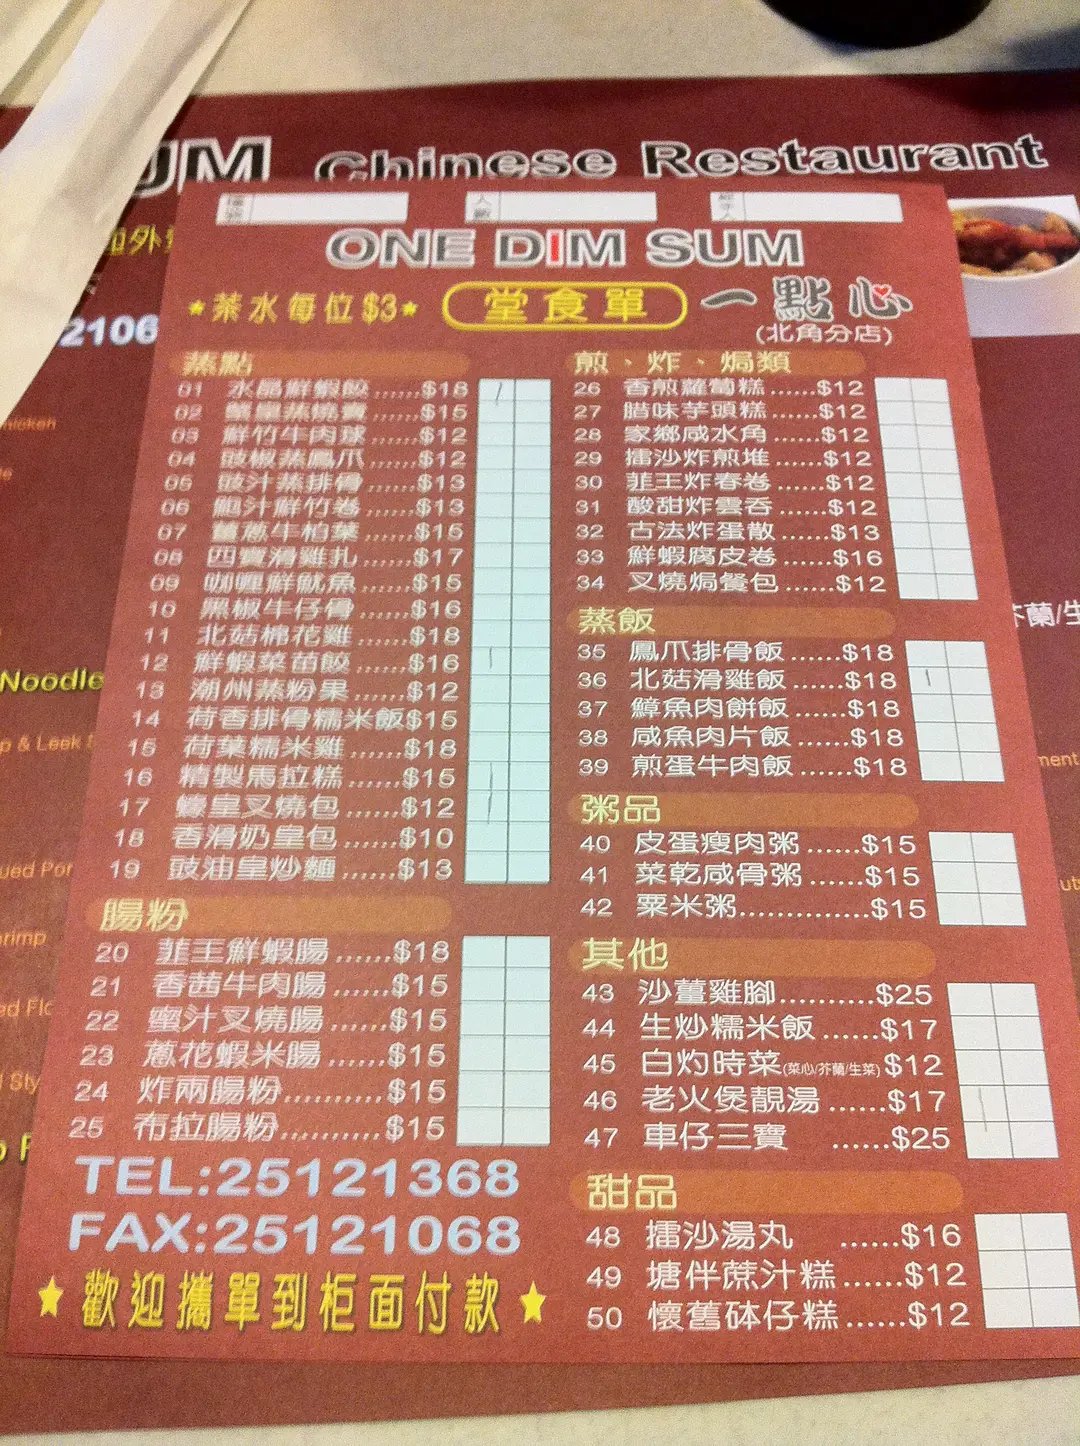 UM Chinese Restaurant
檯號
人數
經手人
ONE DIM SUM
★茶水每位$3★
堂食單
一點心
(北角分店)
2106
蒸點
01 水晶鮮蝦餃......$18
02 蟹皇蒸燒賣......$15
03 鮮竹牛肉球......$12
04 豉椒蒸鳳爪......$12
05 豉汁蒸排骨......$13
06 鮑汁鮮竹卷......$13
07 薑蔥牛柏葉......$15
08 四寶滑雞扎......$17
09 咖喱鮮魷魚......$15
10 黑椒牛仔骨......$16
11 北菇棉花雞......$18
12 鮮蝦菜苗餃......$16
13 潮州蒸粉果......$12
14 荷香排骨糯米飯$15
15 荷葉糯米雞......$18
16 精製馬拉糕......$15
17 蠔皇叉燒包......$12
18 香滑奶皇包......$10
19 豉油皇炒麵......$13
腸粉
20 韮王鮮蝦腸......$18
21 香茜牛肉腸......$15
22 蜜汁叉燒腸......$15
23 蔥花蝦米腸......$15
24 炸兩腸粉..........$15
25 布拉腸粉...........$15
TEL:25121368
FAX:25121068
★歡迎攜單到柜面付款★
煎、炸、焗類
26 香煎蘿蔔糕......$12
27 腊味芋頭糕......$12
28 家鄉咸水角......$12
29 擂沙炸煎堆......$12
30 韮王炸春卷......$12
31 酸甜炸雲吞......$12
32 古法炸蛋散......$13
33 鮮蝦腐皮卷......$16
34 叉燒焗餐包......$12
蒸飯
35 鳳爪排骨飯......$18
36 北菇滑雞飯......$18
37 鱆魚肉餅飯......$18
38 咸魚肉片飯......$18
39 煎蛋牛肉飯......$18
粥品
40 皮蛋瘦肉粥......$15
41 菜乾咸骨粥......$15
42 粟米粥..............$15
其他
43 沙薑雞腳..........$25
44 生炒糯米飯......$17
45 白灼時菜(菜心/芥蘭/生菜)$12
46 老火煲靚湯......$17
47 車仔三寶 ......$25
甜品
48 擂沙湯丸 ......$16
49 塘伴蔗汁糕......$12
50 懷舊砵仔糕......$12
Noodle
p & Leek
ued Por
芥蘭/生